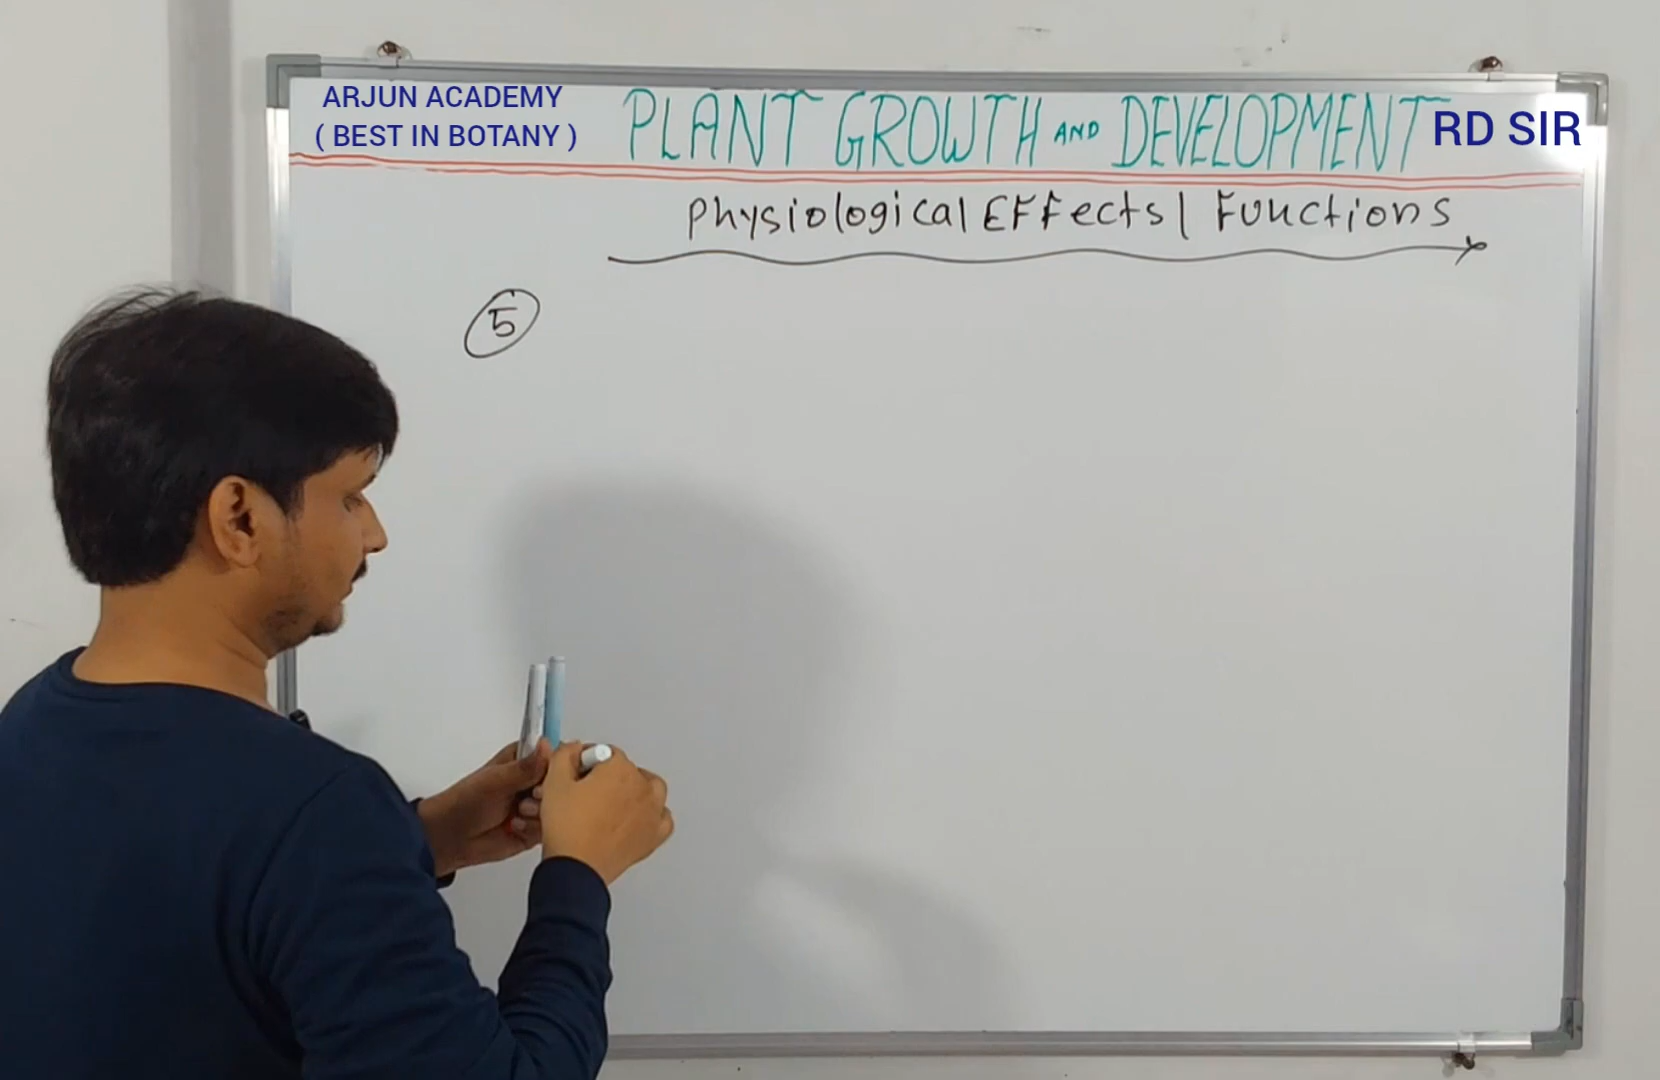 ARJUN ACADEMY
( BEST IN BOTANY )
PLANT GROWTH AND DEVELOPMENT
RD SIR
Physiological Effects | Functions
5